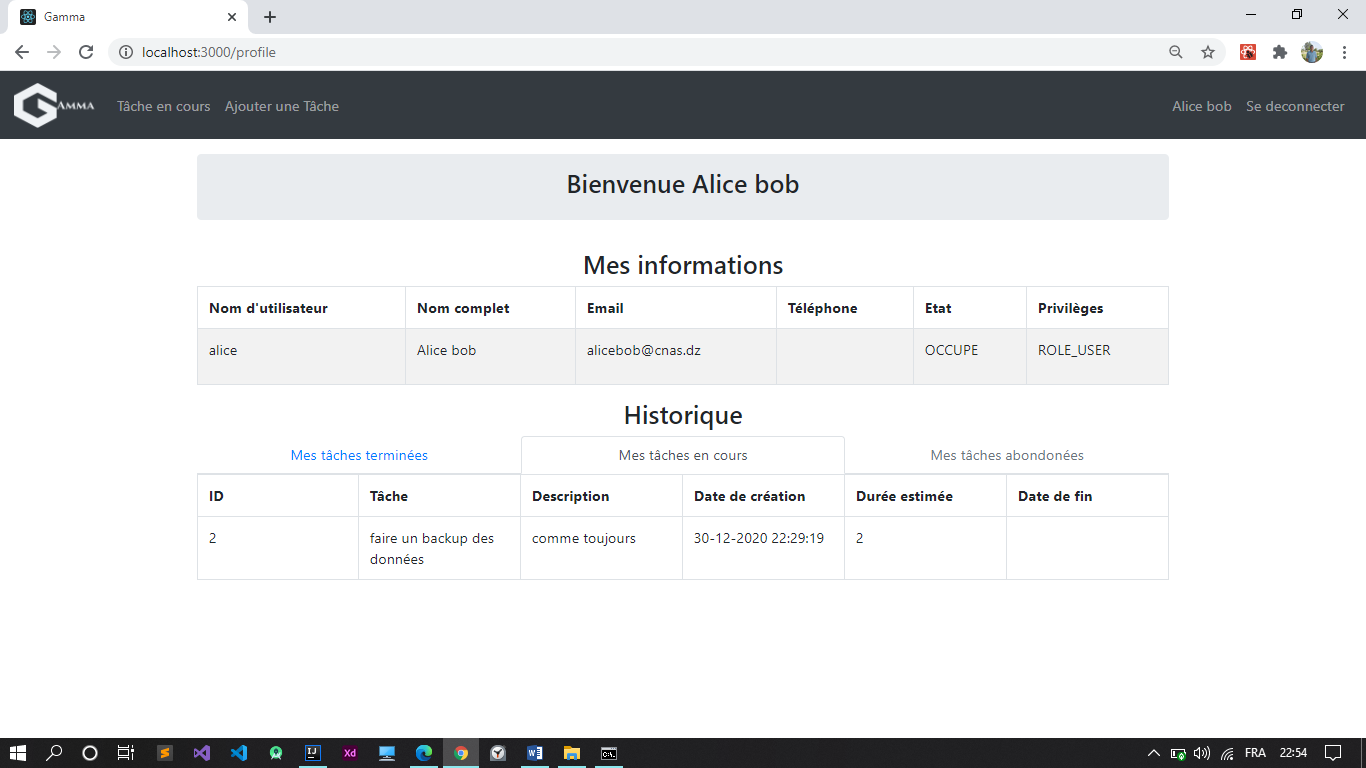 Gamma
localhost:3000/profile
GAMMA
Tâche en cours
Ajouter une Tâche
Alice bob
Se deconnecter
Bienvenue Alice bob
Mes informations
Nom d'utilisateur
Nom complet
Email
Téléphone
Etat
Privilèges
alice
Alice bob
alicebob@cnas.dz
OCCUPE
ROLE_USER
Historique
Mes tâches terminées
Mes tâches en cours
Mes tâches abondonées
ID
Tâche
Description
Date de création
Durée estimée
Date de fin
2
faire un backup des
données
comme toujours
30-12-2020 22:29:19
2
IJ
Xd
FRA
22:54